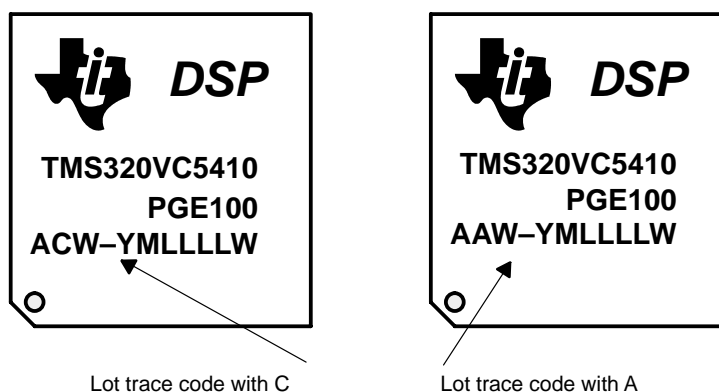 DSP
TMS320VC5410
PGE100
ACW–YMLLLLW
Lot trace code with C
DSP
TMS320VC5410
PGE100
AAW–YMLLLLW
Lot trace code with A